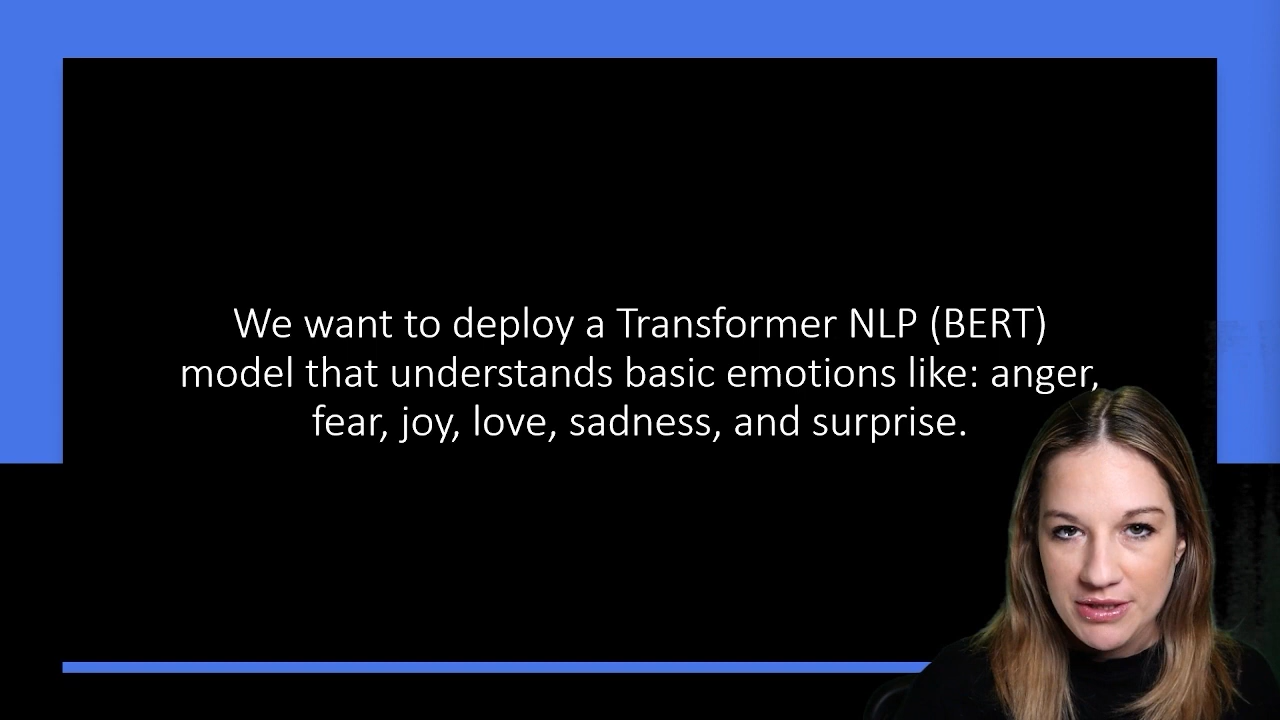 We want to deploy a Transformer NLP (BERT)
model that understands basic emotions like: anger,
fear, joy, love, sadness, and surprise.